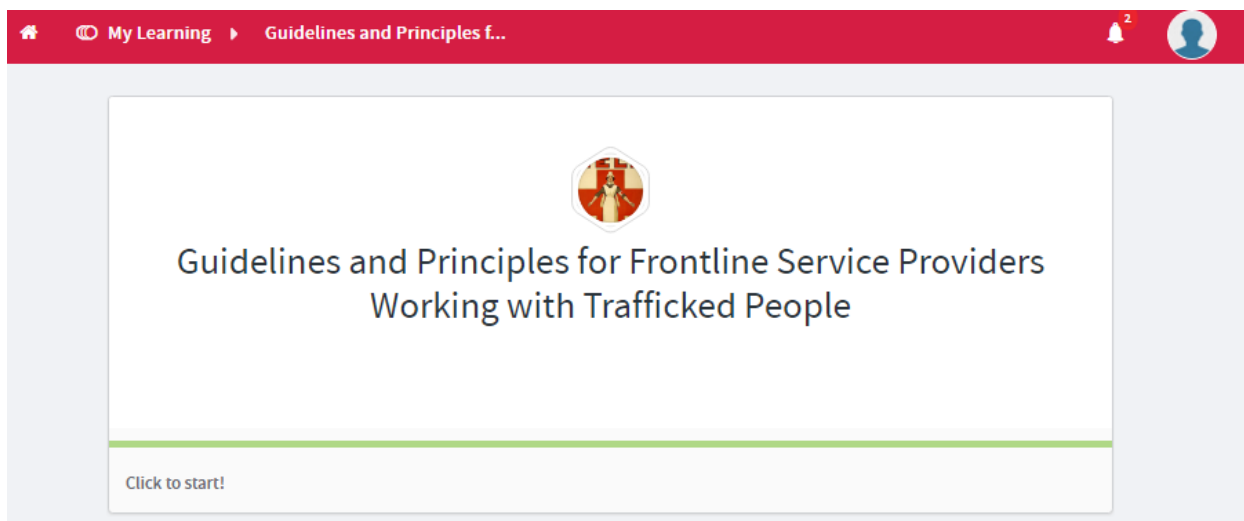 My Learning Guidelines and Principles f...
2
Guidelines and Principles for Frontline Service Providers
Working with Trafficked People
Click to start!